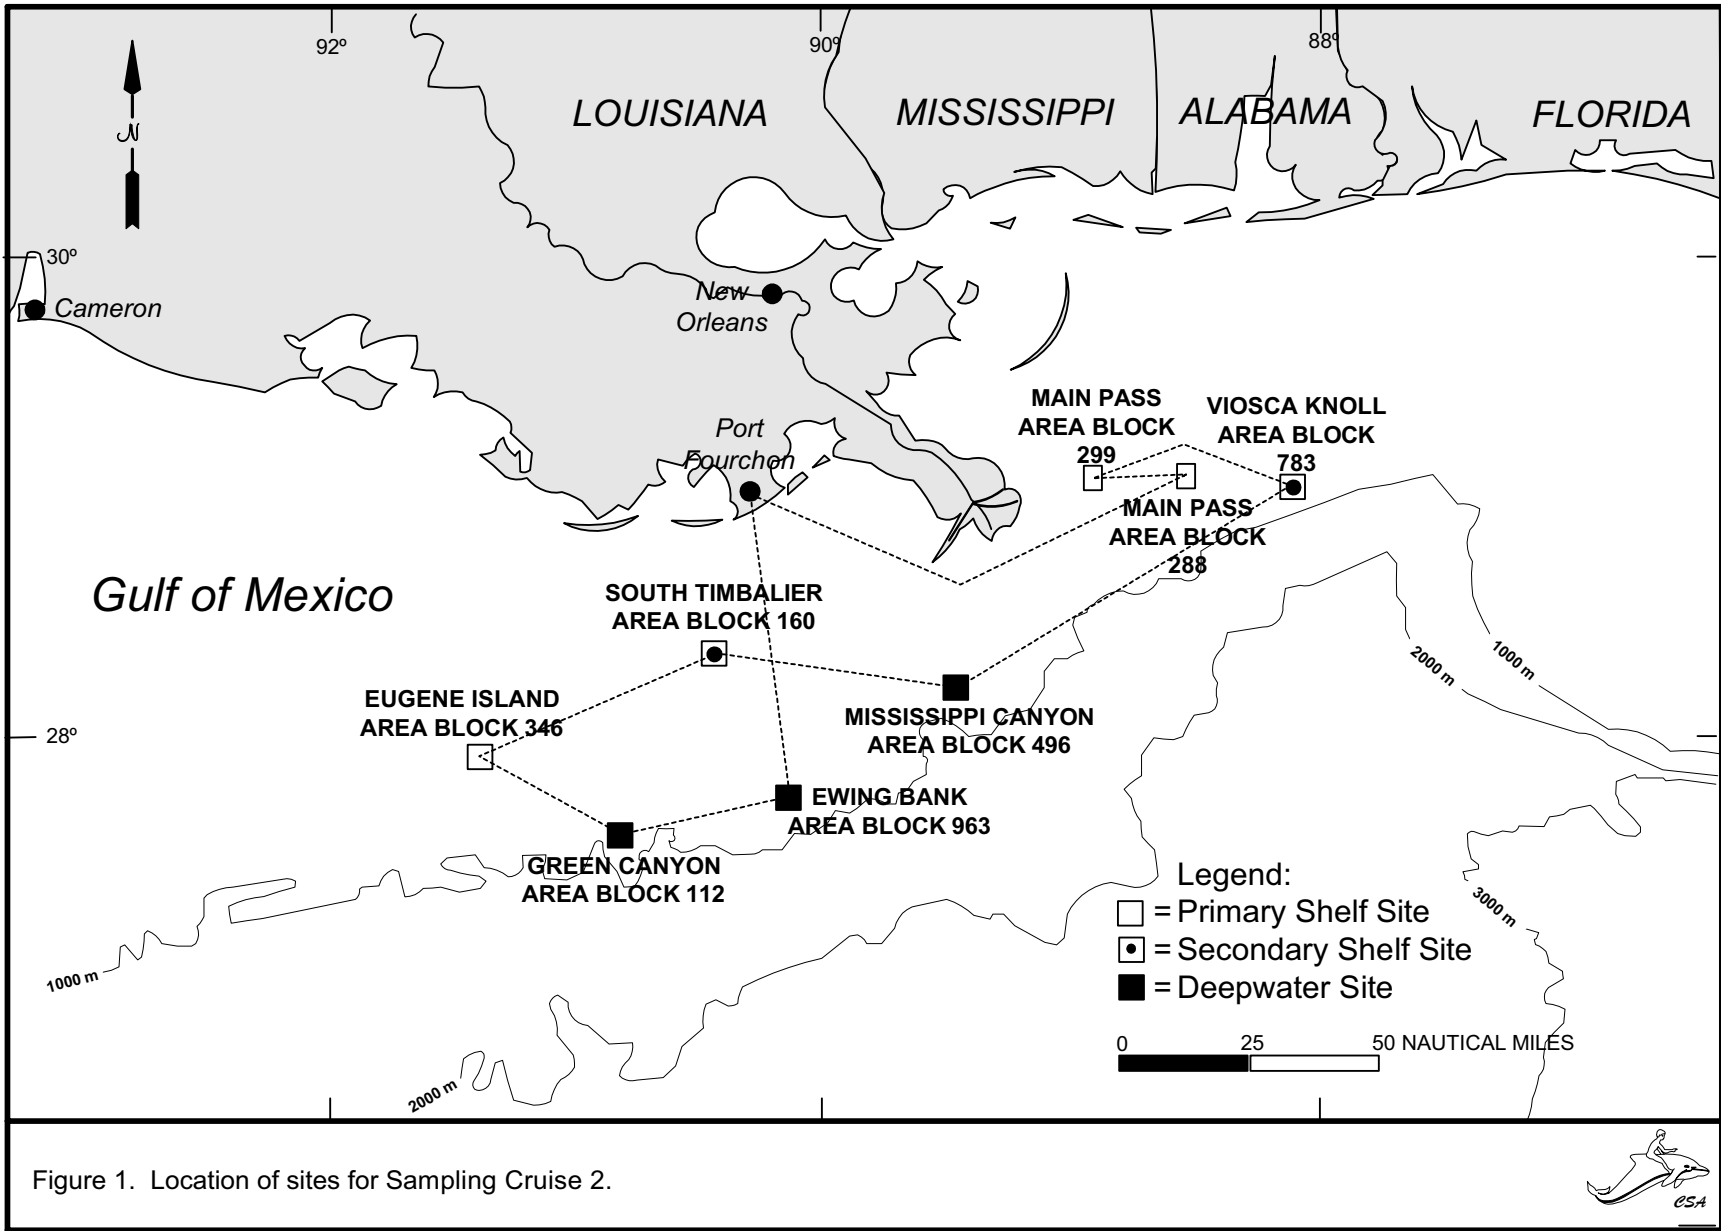 92º
90º
88º
N
LOUISIANA
MISSISSIPPI
ALABAMA
FLORIDA
30º
Cameron
New
Orleans
Port
Fourchon
MAIN PASS
AREA BLOCK
299
VIOSCA KNOLL
AREA BLOCK
783
MAIN PASS
AREA BLOCK
288
Gulf of Mexico
SOUTH TIMBALIER
AREA BLOCK 160
EUGENE ISLAND
AREA BLOCK 346
28º
MISSISSIPPI CANYON
AREA BLOCK 496
2000 m
1000 m
EWING BANK
AREA BLOCK 963
GREEN CANYON
AREA BLOCK 112
3000 m
1000 m
2000 m
Legend:
= Primary Shelf Site
= Secondary Shelf Site
= Deepwater Site
0 25 50 NAUTICAL MILES
Figure 1. Location of sites for Sampling Cruise 2.
CSA